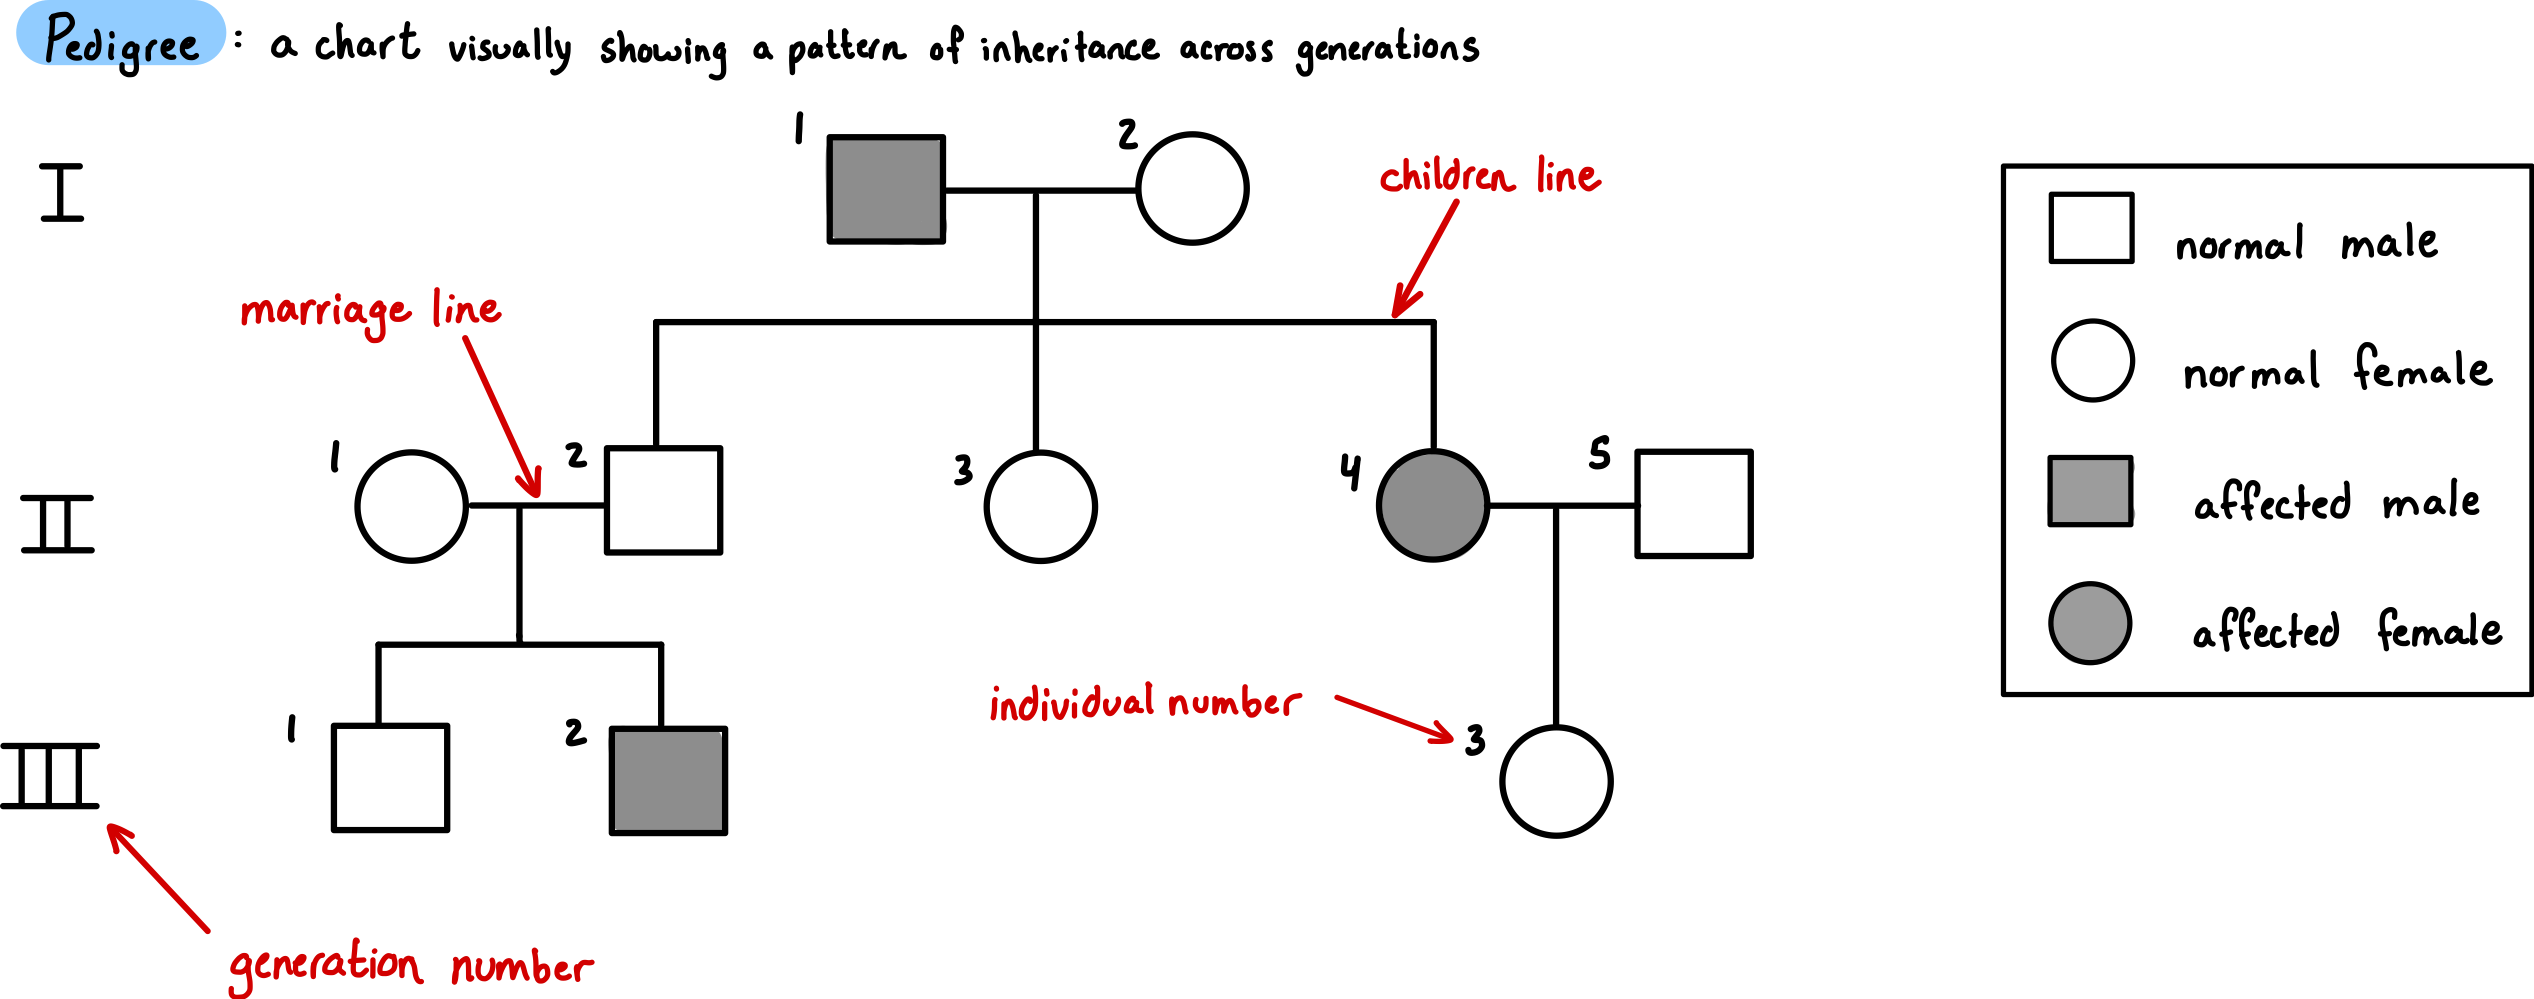 Pedigree : a chart visually showing a pattern of inheritance across generations
I
1
2
children line
normal male
marriage line
normal female
II
1
2
3
4
5
affected male
affected female
III
1
2
individual number
3
generation number